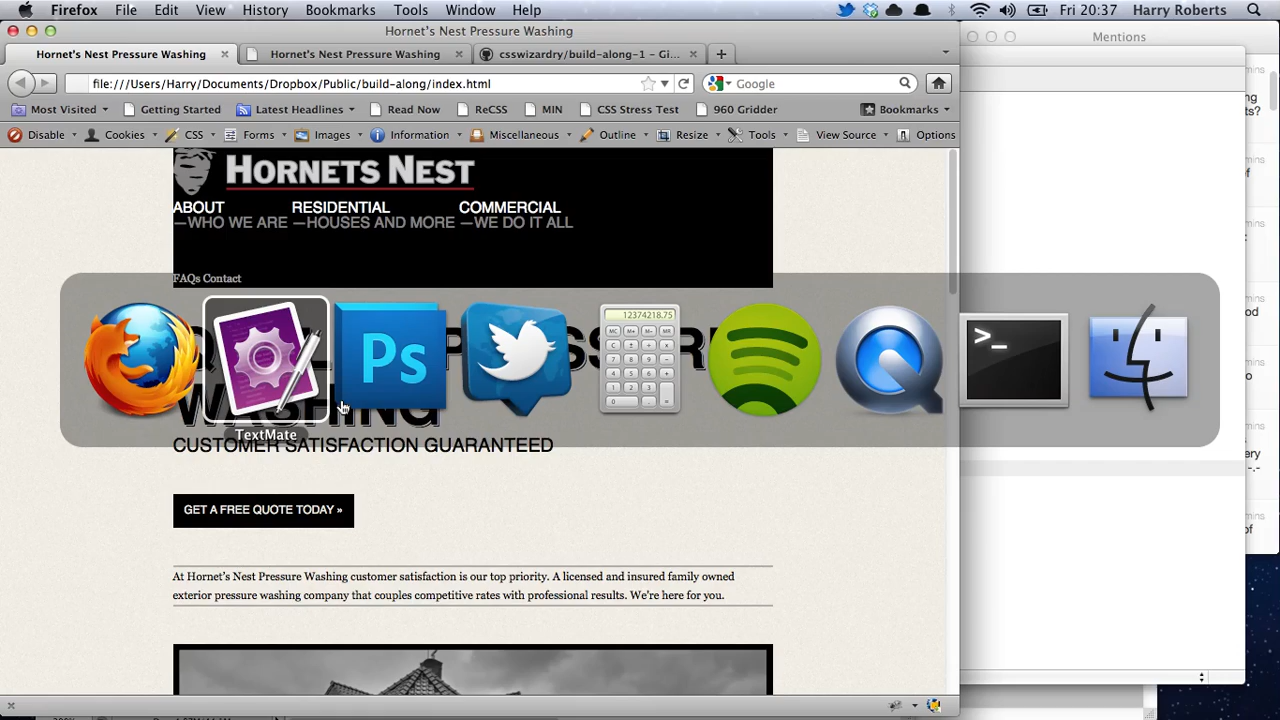 Firefox File Edit View History Bookmarks Tools Window Help Fri 20:37 Harry Roberts
Hornet's Nest Pressure Washing
Mentions
Hornet's Nest Pressure Washing Hornet's Nest Pressure Washing csswizardry/build-along-1 - Gi...
file:///Users/Harry/Documents/Dropbox/Public/build-along/index.html Google
Most Visited Getting Started Latest Headlines Read Now ReCSS MIN CSS Stress Test 960 Gridder Bookmarks
Disable Cookies CSS Forms Images Information Miscellaneous Outline Resize Tools View Source Options
HORNETS NEST
ABOUT RESIDENTIAL COMMERCIAL
—WHO WE ARE —HOUSES AND MORE —WE DO IT ALL
FAQs Contact
12374218.75
Ps
>_
WASHING
TextMate
CUSTOMER SATISFACTION GUARANTEED
GET A FREE QUOTE TODAY »
At Hornet's Nest Pressure Washing customer satisfaction is our top priority. A licensed and insured family owned
exterior pressure washing company that couples competitive rates with professional results. We're here for you.